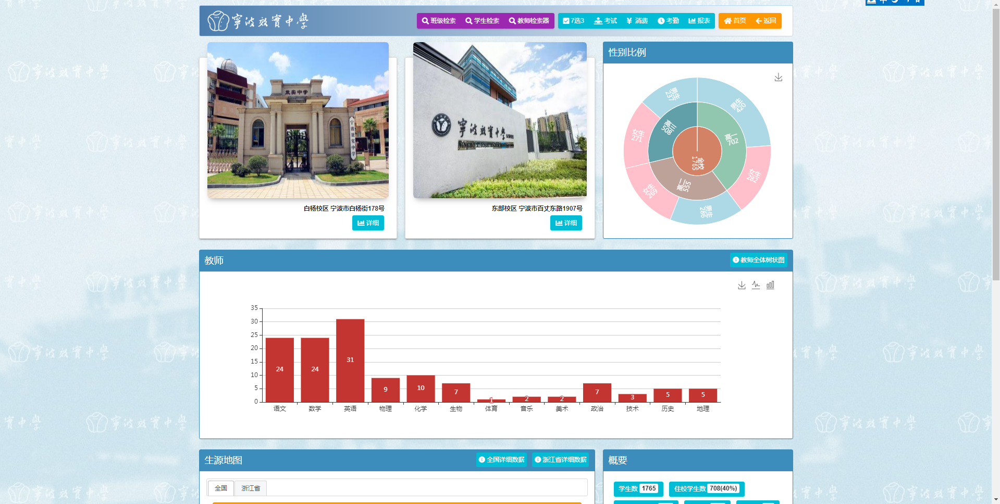 寧波效實中學
班级检索 学生检索 教师检索器 7选3 考试 消费 考勤 报表 首页 返回
效实中学
宁波效实中学
白杨校区 宁波市白杨街178号
详细
寧波效實中學
NINGBO XIAOSHI HIGH SCHOOL
东部校区 宁波市百丈东路1907号
详细
性别比例
全校
1765
高一
702
高二
555
高三
508
男生
420
女生
282
男生
286
女生
269
女生
271
男生
237
教师
教师全体树状图
35
30
25
20
15
10
5
0
24
24
31
9
10
7
1
2
2
7
3
5
5
语文 数学 英语 物理 化学 生物 体育 音乐 美术 政治 技术 历史 地理
生源地图
全国详细数据 浙江省详细数据
全国 浙江省
概要
学生数 1765 住校学生数 708(40%)